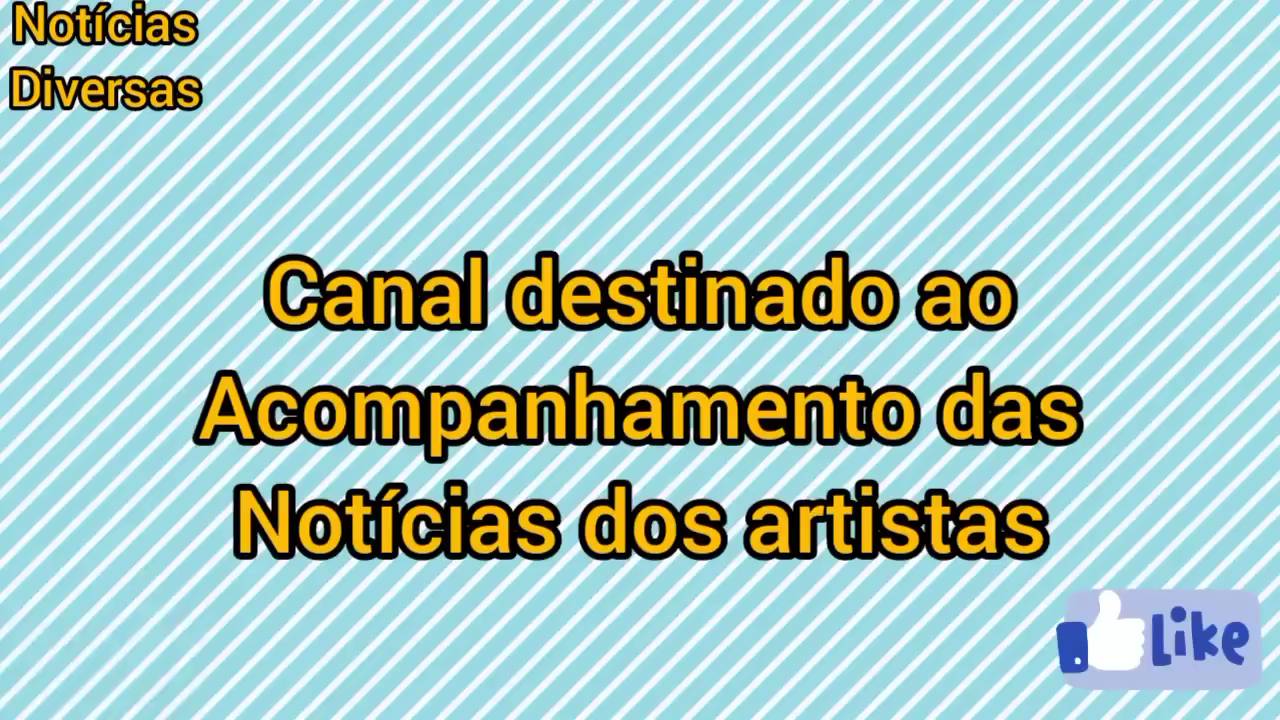 Notícias
Diversas
Canal destinado ao
Acompanhamento das
Notícias dos artistas
Like